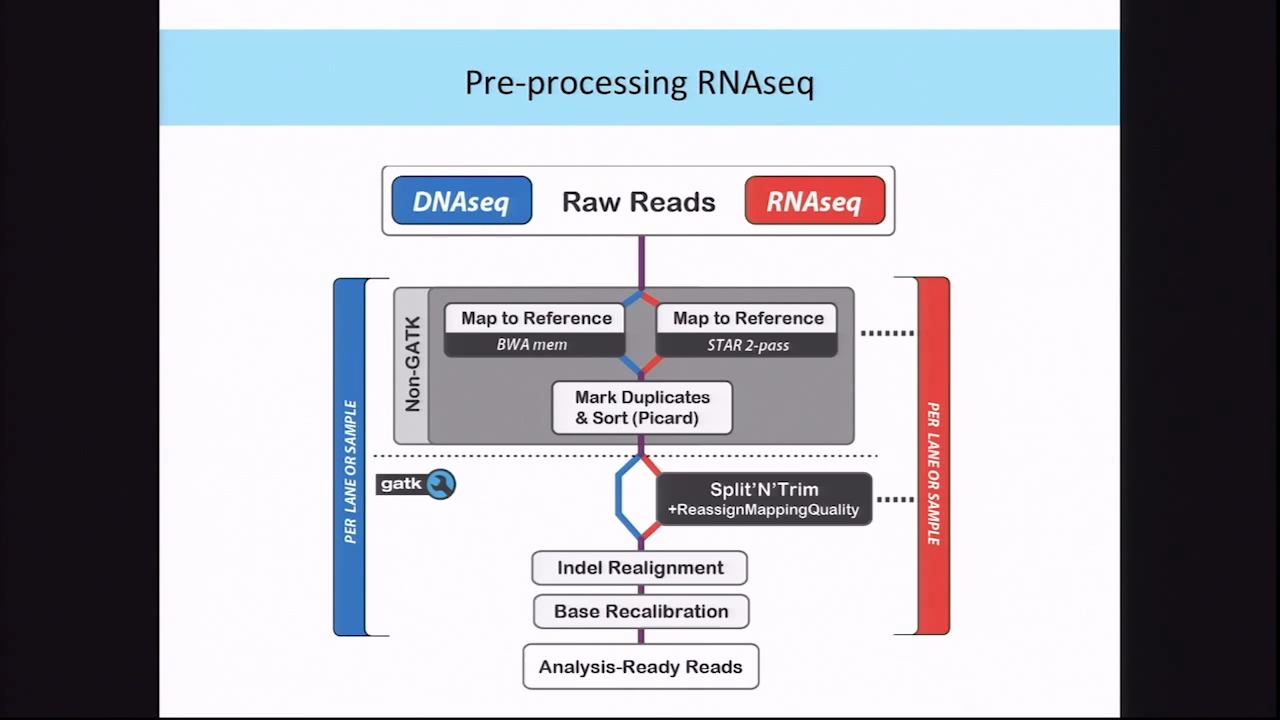 Pre-processing RNAseq
DNAseq Raw Reads RNAseq
Non-GATK
Map to Reference
BWA mem
Map to Reference
STAR 2-pass
Mark Duplicates
& Sort (Picard)
PER LANE OR SAMPLE
PER LANE OR SAMPLE
gatk
Split'N'Trim
+ReassignMappingQuality
Indel Realignment
Base Recalibration
Analysis-Ready Reads